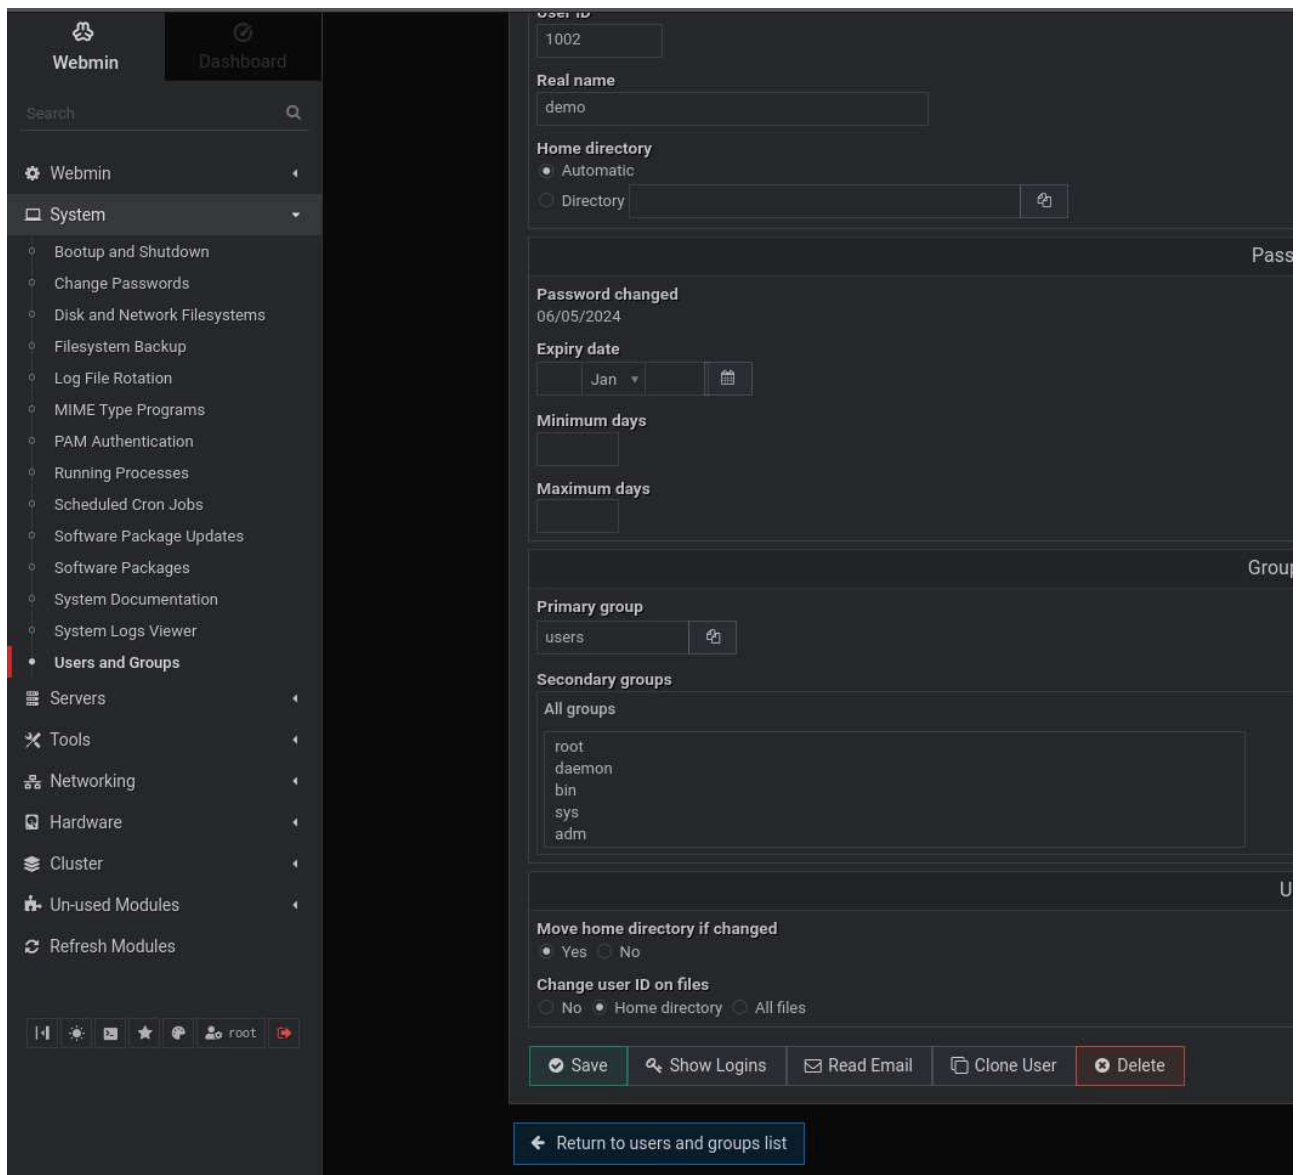 Webmin
Dashboard
Search
Webmin
System
Bootup and Shutdown
Change Passwords
Disk and Network Filesystems
Filesystem Backup
Log File Rotation
MIME Type Programs
PAM Authentication
Running Processes
Scheduled Cron Jobs
Software Package Updates
Software Packages
System Documentation
System Logs Viewer
Users and Groups
Servers
Tools
Networking
Hardware
Cluster
Un-used Modules
Refresh Modules
root
User ID
1002
Real name
demo
Home directory
Automatic
Directory
Pass
Password changed
06/05/2024
Expiry date
Jan
Minimum days
Maximum days
Group
Primary group
users
Secondary groups
All groups
root
daemon
bin
sys
adm
U
Move home directory if changed
Yes No
Change user ID on files
No Home directory All files
Save Show Logins Read Email Clone User Delete
Return to users and groups list